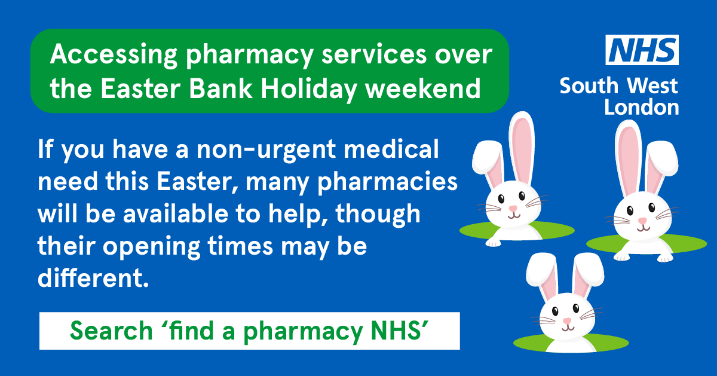 Accessing pharmacy services over
the Easter Bank Holiday weekend
NHS
South West
London
If you have a non-urgent medical
need this Easter, many pharmacies
will be available to help, though
their opening times may be
different.
Search ‘find a pharmacy NHS’